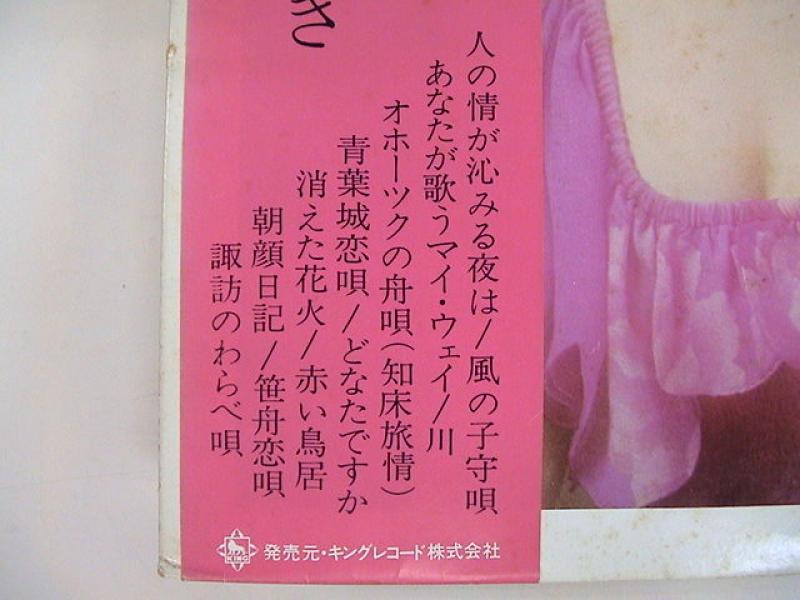 人の情が沁みる夜は/風の子守唄
あなたが歌うマイ・ウェイ/川
オホーツクの舟唄(知床旅情)
青葉城恋唄/どなたですか
消えた花火/赤い鳥居
朝顔日記/笹舟恋唄
諏訪のわらべ唄
さ
KING
発売元・キングレコード株式会社